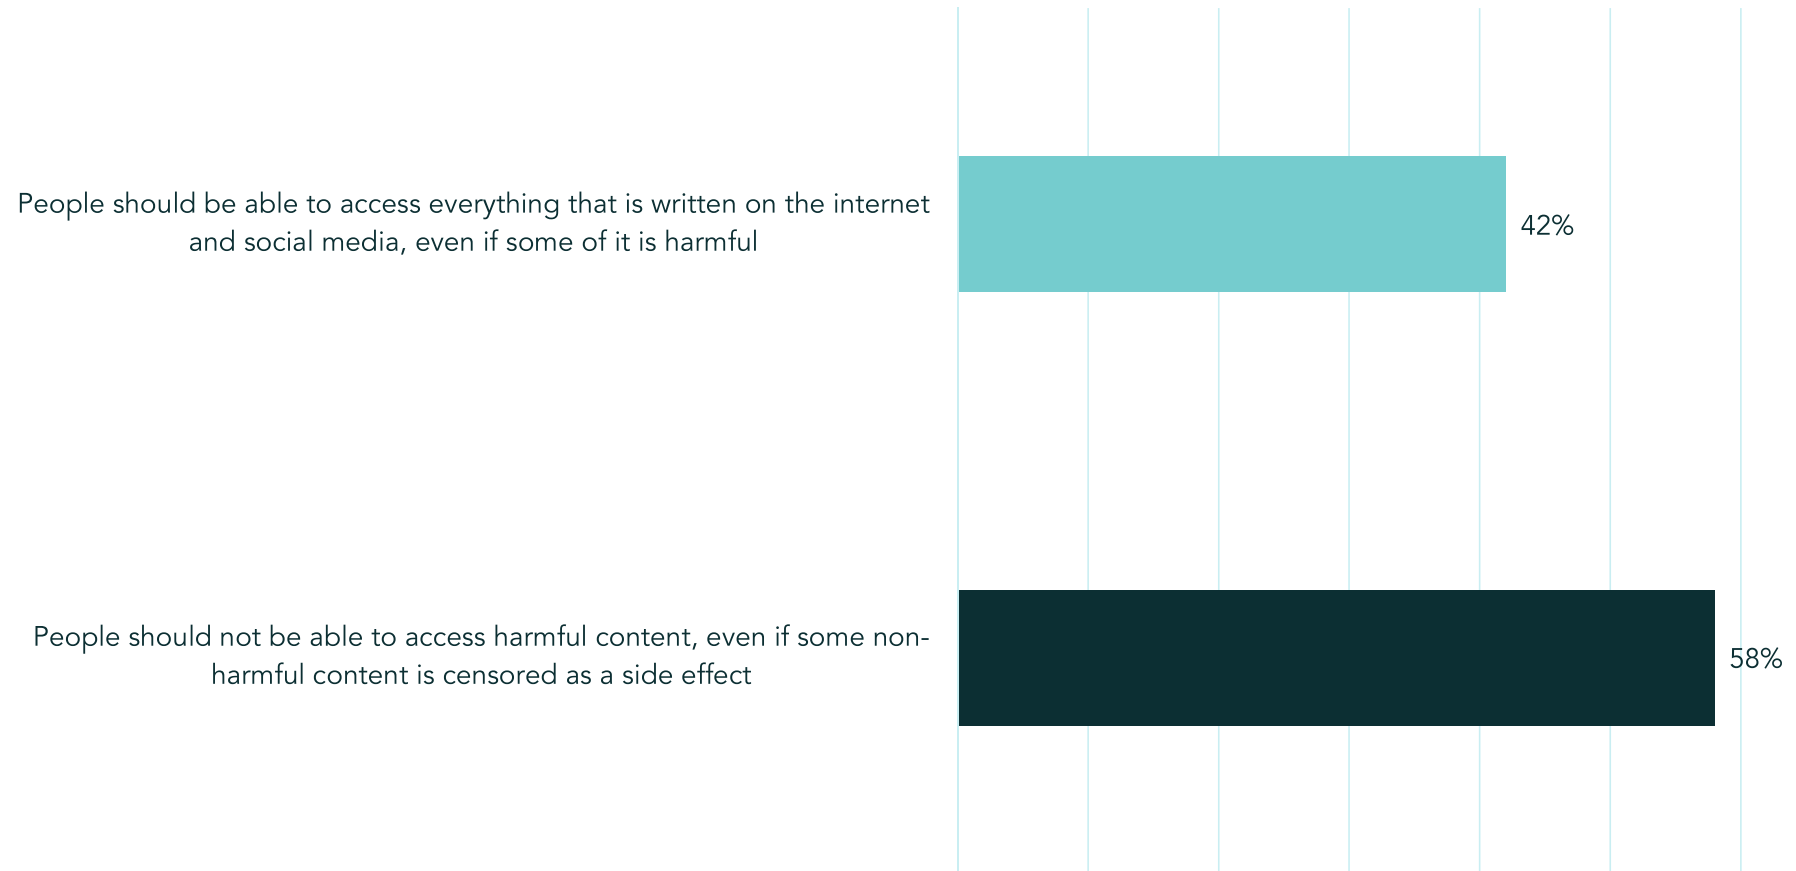 People should be able to access everything that is written on the internet
and social media, even if some of it is harmful
42%
People should not be able to access harmful content, even if some non-
harmful content is censored as a side effect
58%